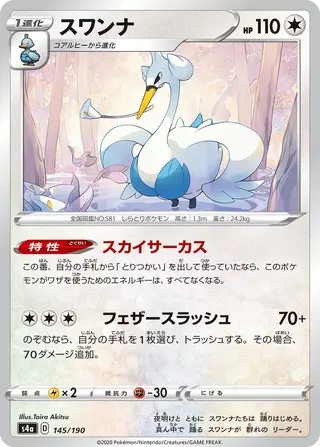 1進化 スワンナ HP110
コアルヒーから進化
全国図鑑NO.581 しらとりポケモン 高さ：1.3m 重さ：24.2kg
特性 とくせい スカイサーカス
この番、自分の手札から「とりつかい」を出して使っていたなら、このポケ
モンがワザを使うためのエネルギーは、すべてなくなる。
フェザースラッシュ 70+
のぞむなら、自分の手札を1枚選び、トラッシュする。その場合、
70ダメージ追加。
弱点 ×2 抵抗力 -30 にげる
Illus.Taira Akitsu
s4a D 145/190
夜明けと ともに スワンナたちは 踊りだす。
真ん中で 踊る スワンナが 群れの リーダー。
©2020 Pokémon/Nintendo/Creatures/GAME FREAK.